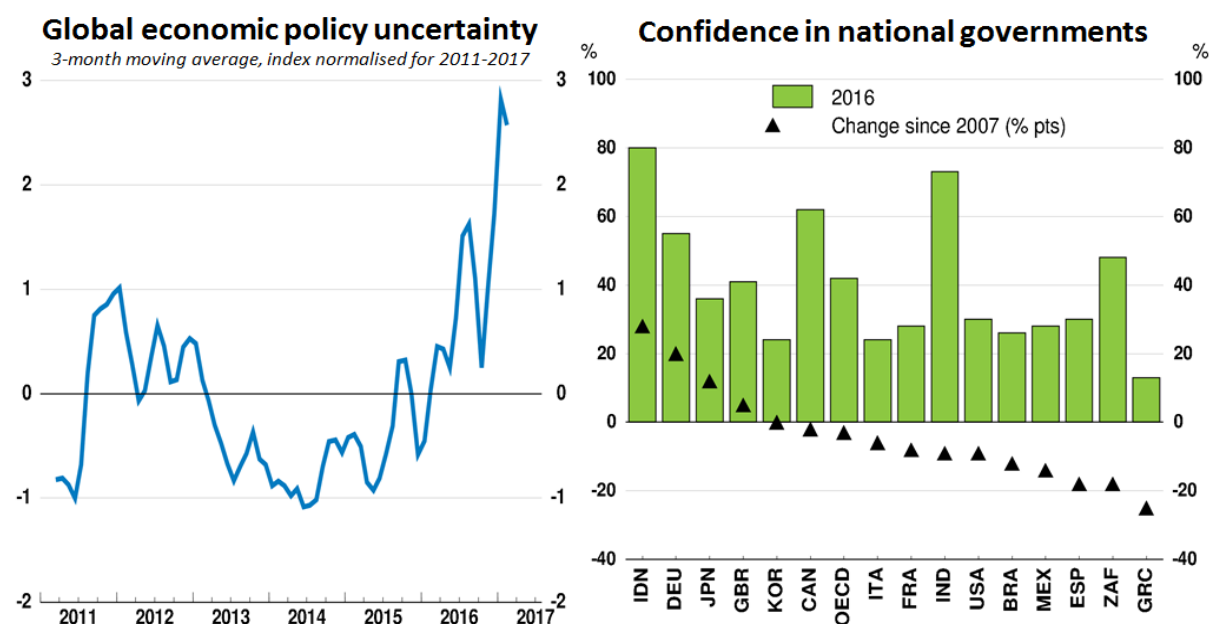 Global economic policy uncertainty
3-month moving average, index normalised for 2011-2017
3 3
2 2
1 1
0 0
-1 -1
-2 -2
2011 2012 2013 2014 2015 2016 2017
Confidence in national governments
% %
2016
Change since 2007 (% pts)
100 100
80 80
60 60
40 40
20 20
0 0
-20 -20
-40 -40
IDN DEU JPN GBR KOR CAN OECD ITA FRA IND USA BRA MEX ESP ZAF GRC